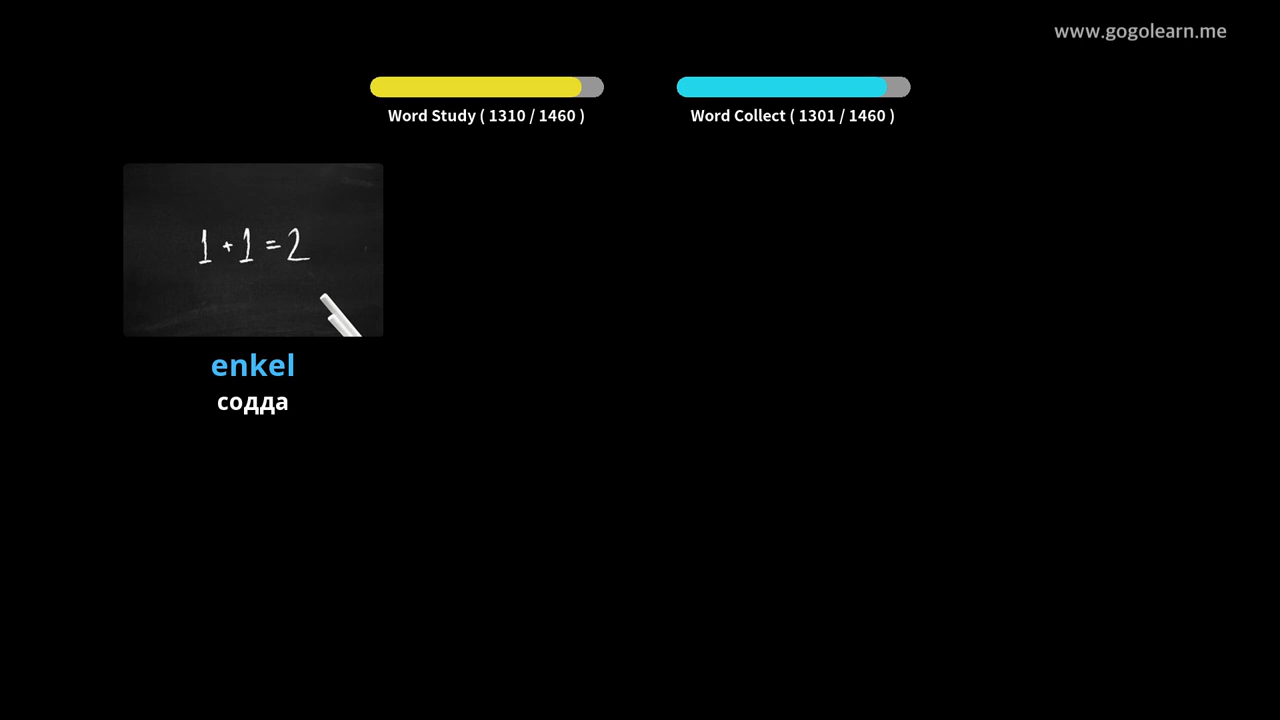 www.gogolearn.me
Word Study ( 1310 / 1460 )
Word Collect ( 1301 / 1460 )
1 + 1 = 2
enkel
содда